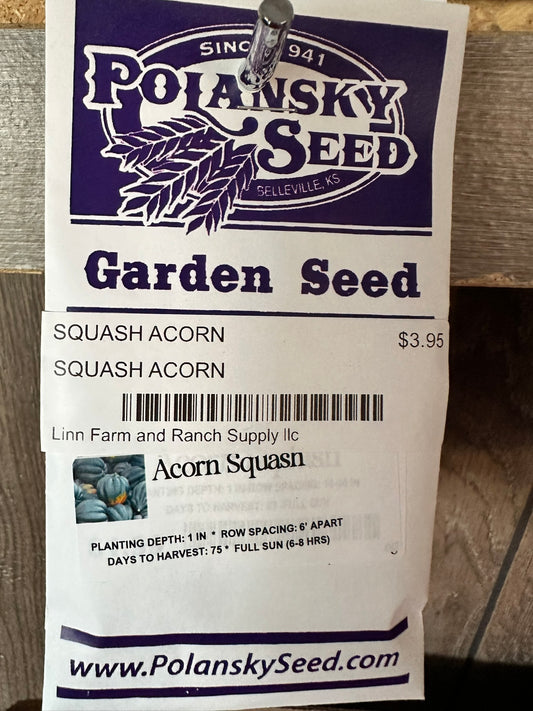 SINCE 1941
POLANSKY
SEED
BELLEVILLE, KS
Garden Seed
SQUASH ACORN
$3.95
SQUASH ACORN
Linn Farm and Ranch Supply llc
Acorn Squash
PLANTING DEPTH: 1 IN * ROW SPACING: 6' APART
DAYS TO HARVEST: 75 * FULL SUN (6-8 HRS)
www.PolanskySeed.com